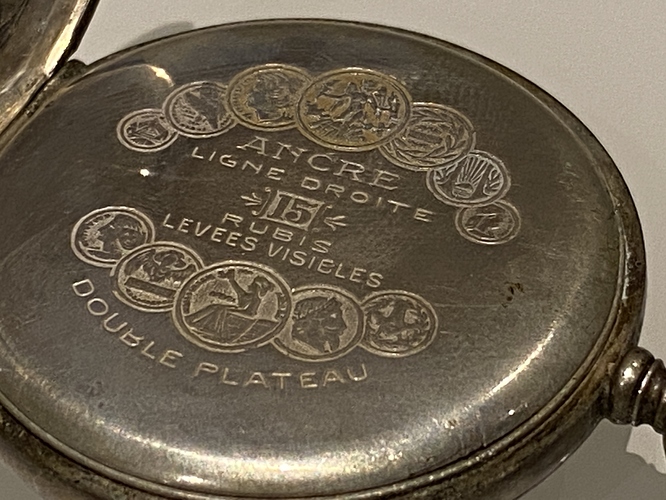 ANCRE
LIGNE DROITE
15
RUBIS
LEVÉES VISIBLES
DOUBLE PLATEAU